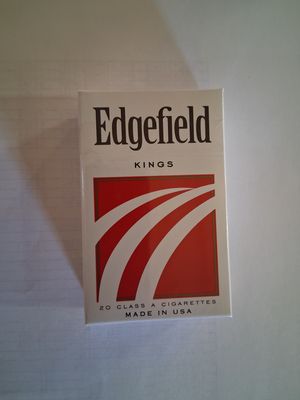 Edgefield
KINGS
20 CLASS A CIGARETTES
MADE IN USA